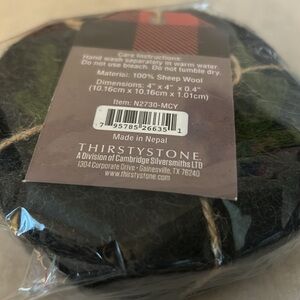 Care Instructions:
Hand wash separately in warm water.
Do not use bleach. Do not tumble dry.
Material: 100% Sheep Wool
Dimensions: 4" x 4" x 0.4"
(10.16cm x 10.16cm x 1.01cm)
Item: N2730-MCY
7 95785 26635 1
Made in Nepal
THIRSTYSTONE
A Division of Cambridge Silversmiths LTD
1304 Corporate Drive • Gainesville, TX 76240
www.thirstystone.com